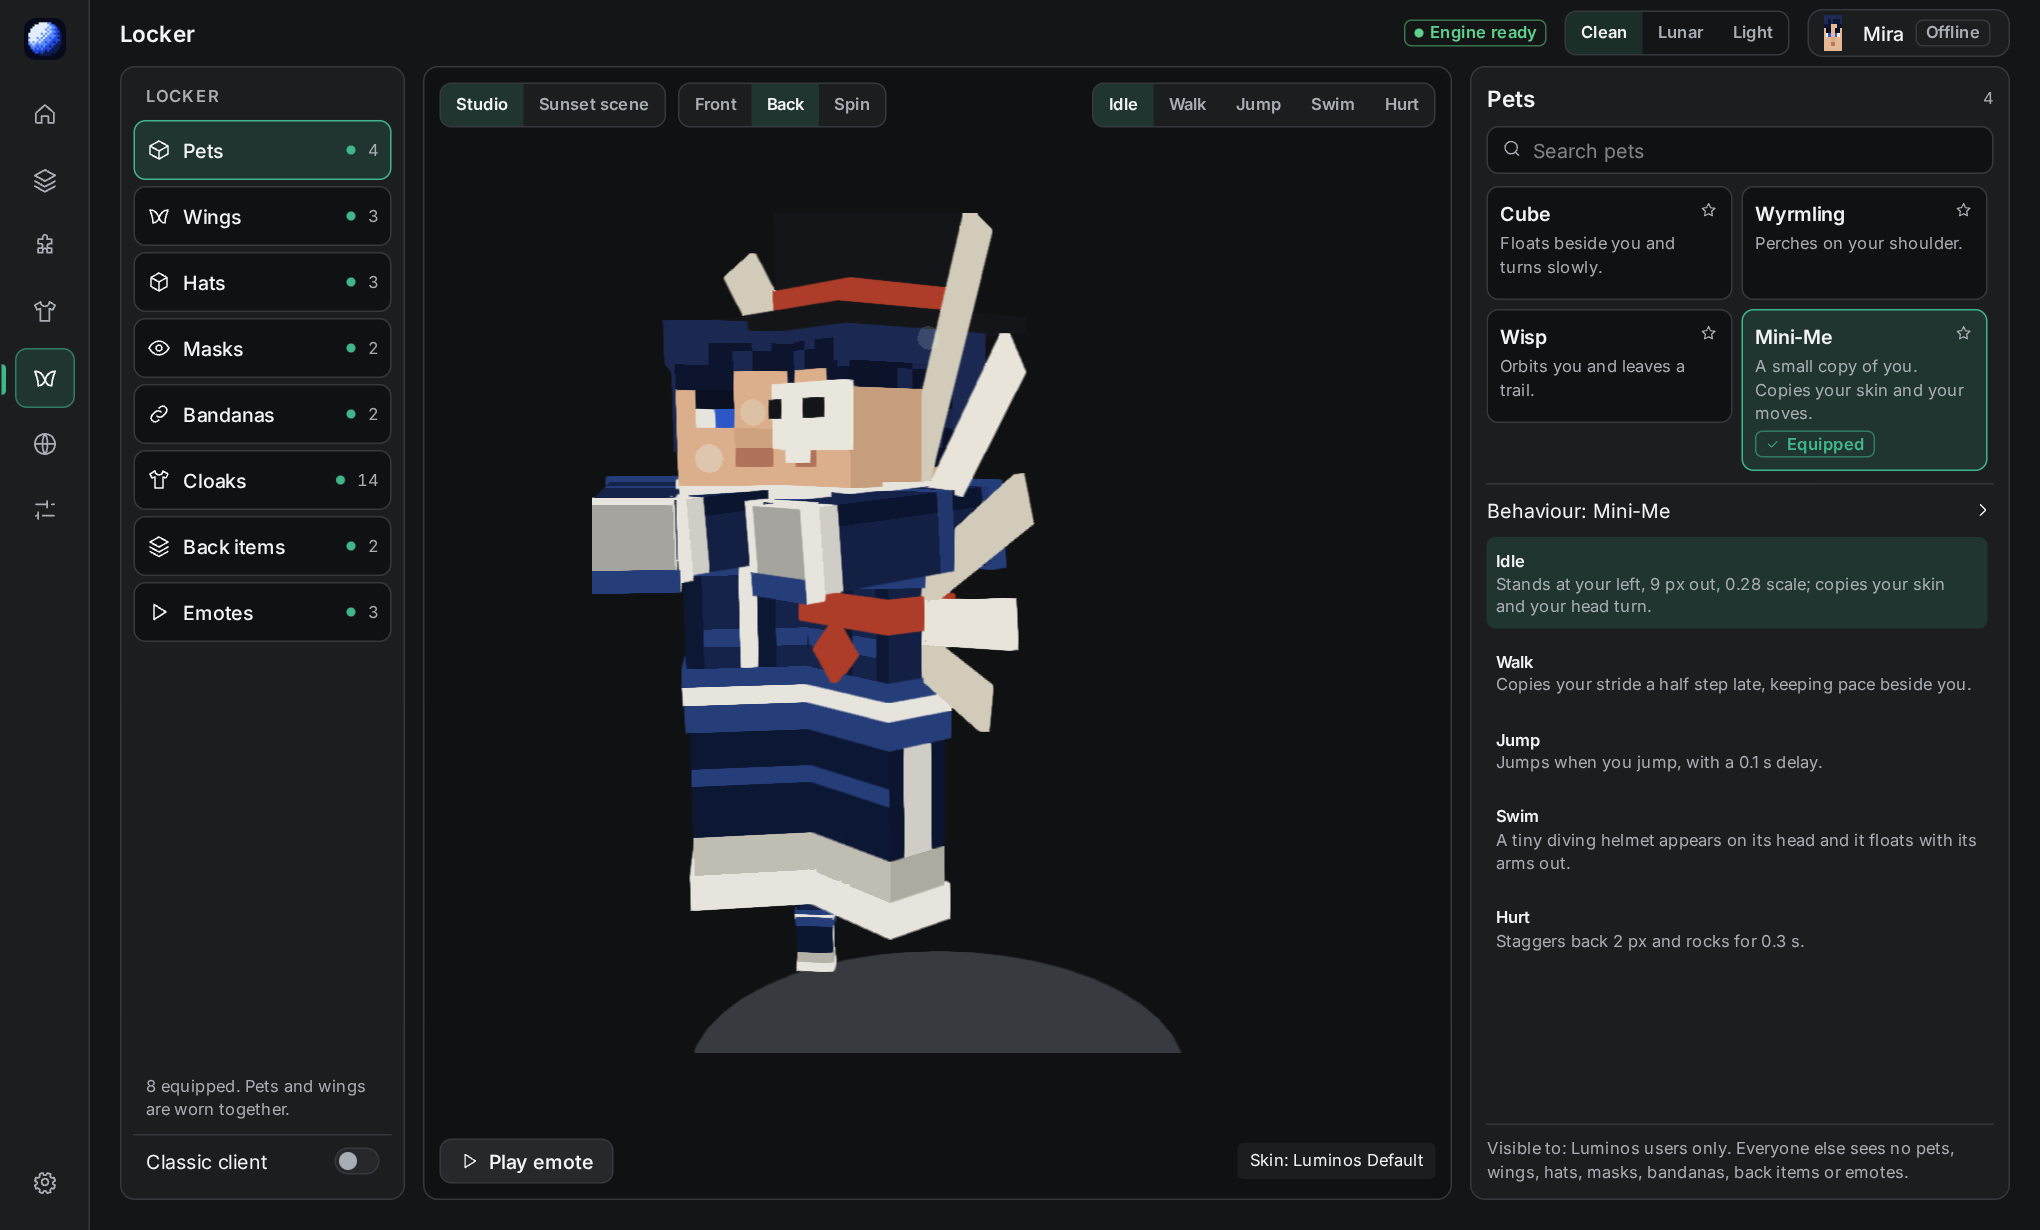 Locker
Engine ready
Clean Lunar Light
Mira Offline
LOCKER
Pets 4
Wings 3
Hats 3
Masks 2
Bandanas 2
Cloaks 14
Back items 2
Emotes 3
8 equipped. Pets and wings
are worn together.
Classic client
Studio Sunset scene
Front Back Spin
Idle Walk Jump Swim Hurt
Play emote
Skin: Luminos Default
Pets 4
Search pets
Cube
Floats beside you and
turns slowly.
Wyrmling
Perches on your shoulder.
Wisp
Orbits you and leaves a
trail.
Mini-Me
A small copy of you.
Copies your skin and your
moves.
Equipped
Behaviour: Mini-Me
Idle
Stands at your left, 9 px out, 0.28 scale; copies your skin
and your head turn.
Walk
Copies your stride a half step late, keeping pace beside you.
Jump
Jumps when you jump, with a 0.1 s delay.
Swim
A tiny diving helmet appears on its head and it floats with its
arms out.
Hurt
Staggers back 2 px and rocks for 0.3 s.
Visible to: Luminos users only. Everyone else sees no pets,
wings, hats, masks, bandanas, back items or emotes.